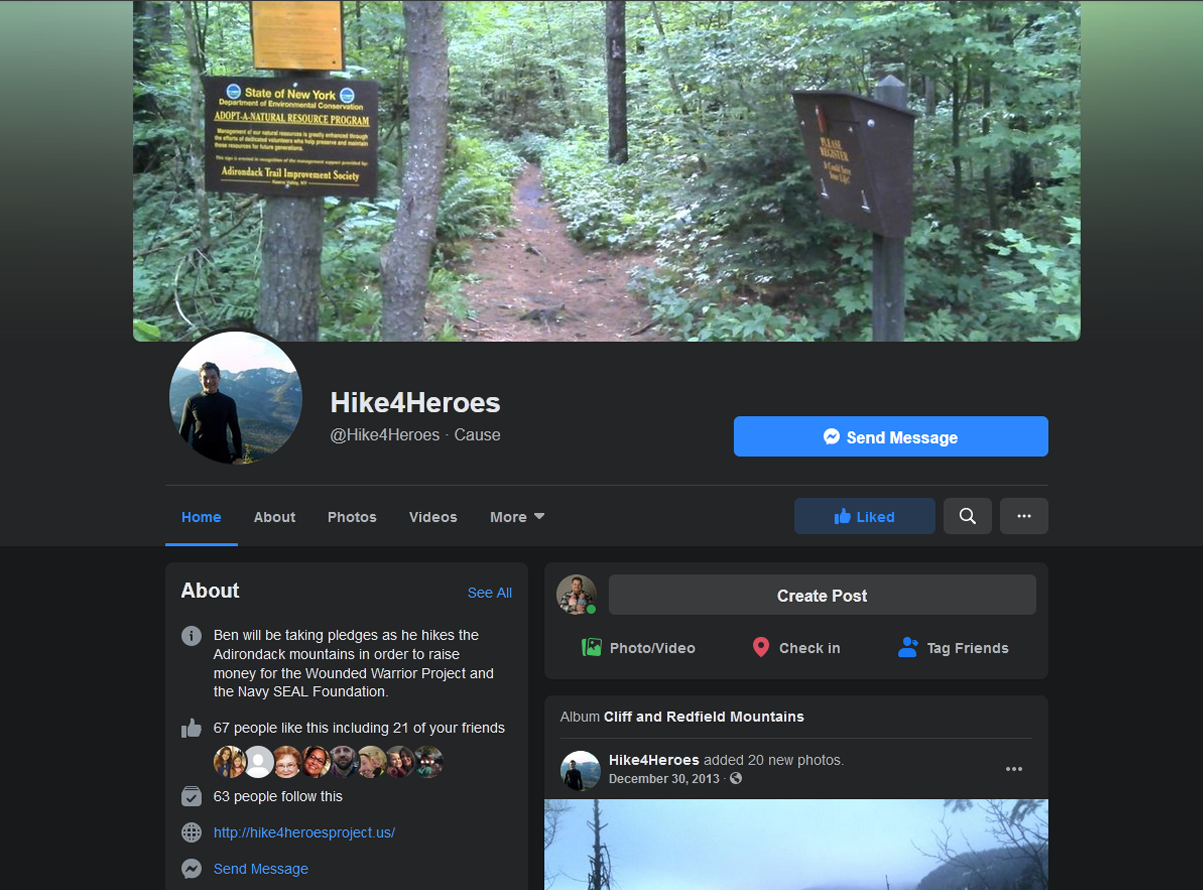 State of New York
Department of Environmental Conservation
ADOPT-A-NATURAL RESOURCE PROGRAM
Management of our natural resources is greatly enhanced through
the efforts of dedicated volunteers who help preserve and maintain
these resources for future generations.
This sign is erected in recognition of the management support provided by:
Adirondack Trail Improvement Society
PLEASE
REGISTER
Hike4Heroes
@Hike4Heroes · Cause
Send Message
Home
About
Photos
Videos
More
Liked
About
See All
Ben will be taking pledges as he hikes the
Adirondack mountains in order to raise
money for the Wounded Warrior Project and
the Navy SEAL Foundation.
67 people like this including 21 of your friends
63 people follow this
http://hike4heroesproject.us/
Send Message
Create Post
Photo/Video
Check in
Tag Friends
Album Cliff and Redfield Mountains
Hike4Heroes added 20 new photos.
December 30, 2013 ·